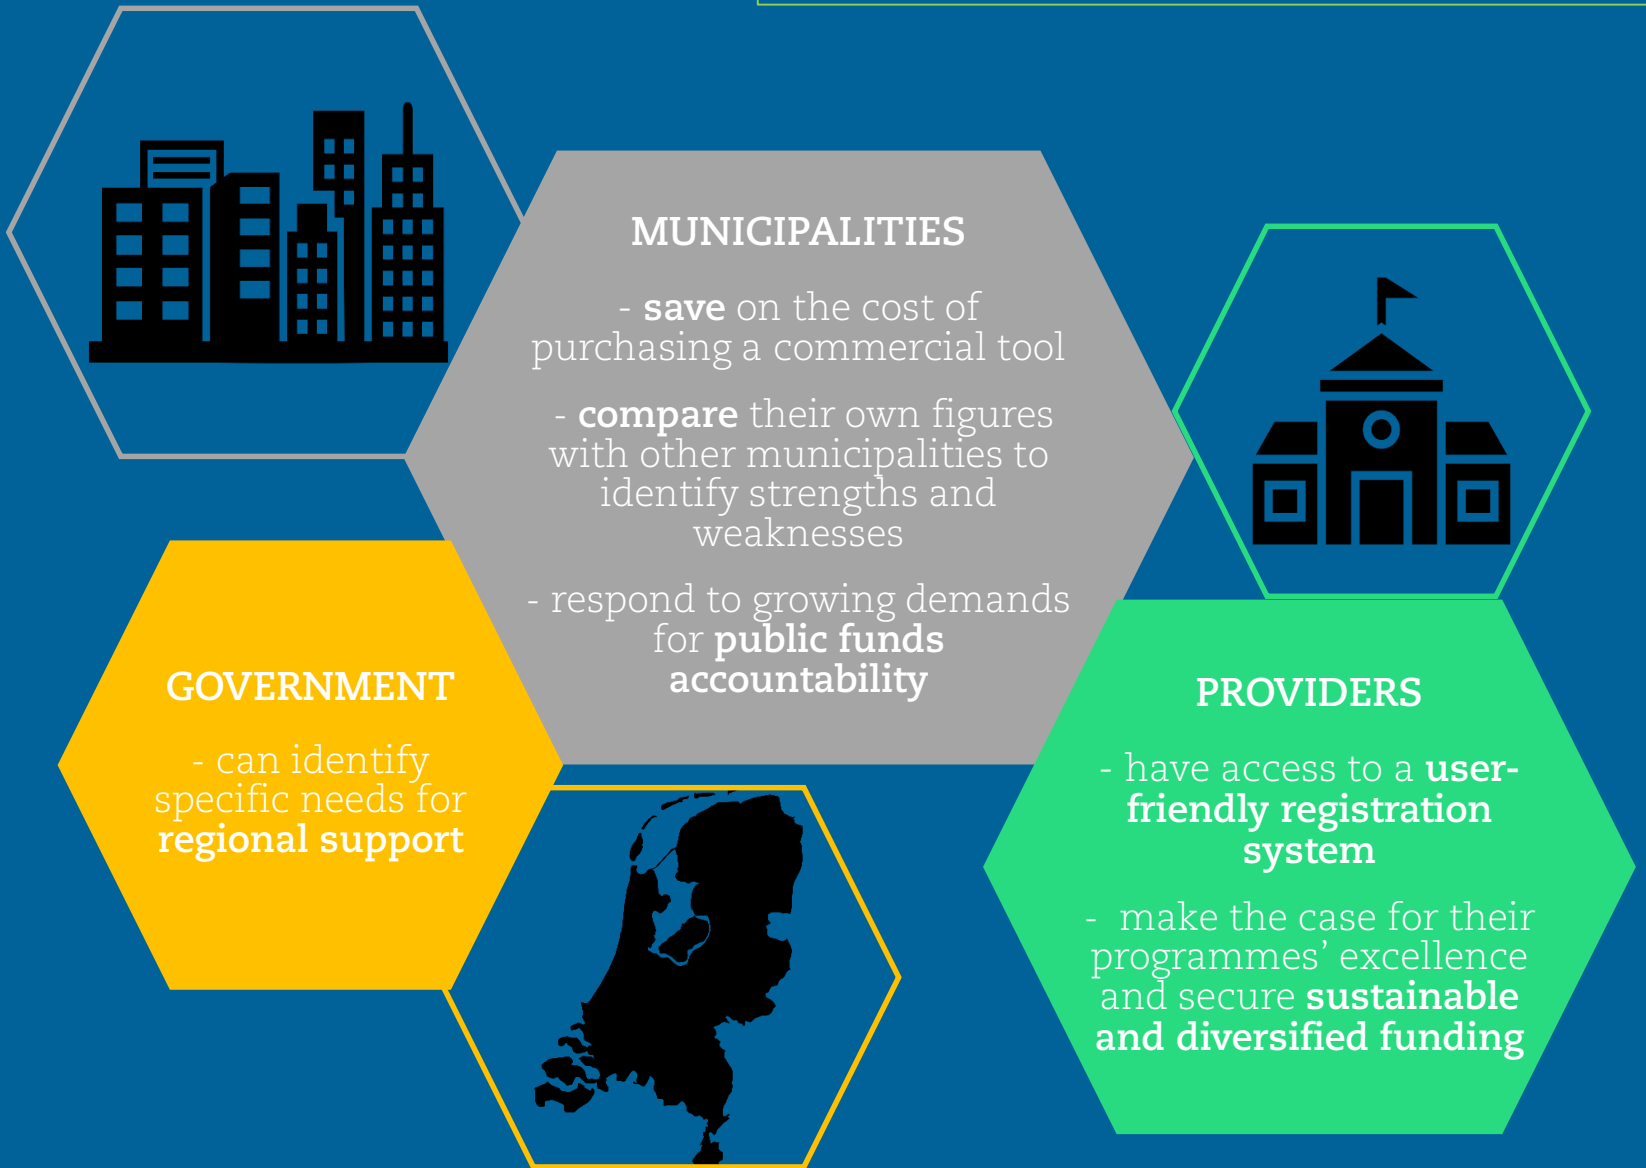 MUNICIPALITIES
- save on the cost of
purchasing a commercial tool
- compare their own figures
with other municipalities to
identify strengths and
weaknesses
- respond to growing demands
for public funds
accountability
GOVERNMENT
- can identify
specific needs for
regional support
PROVIDERS
- have access to a user-
friendly registration
system
- make the case for their
programmes’ excellence
and secure sustainable
and diversified funding